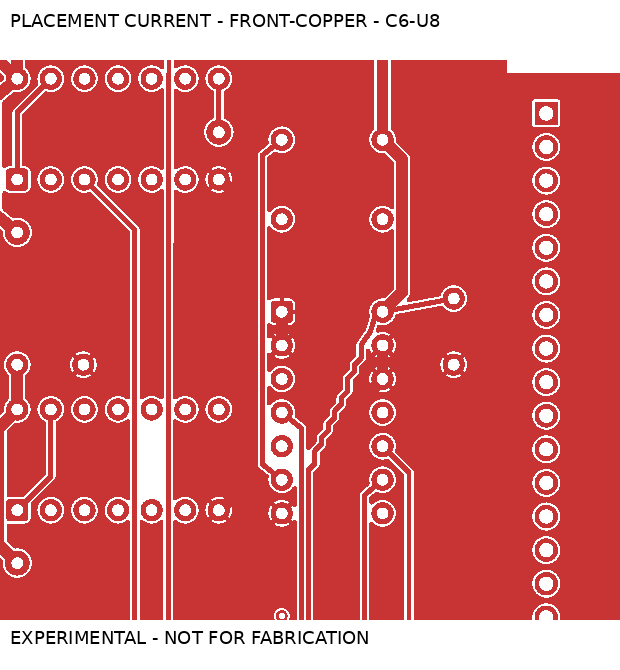 PLACEMENT CURRENT - FRONT-COPPER - C6-U8
EXPERIMENTAL - NOT FOR FABRICATION